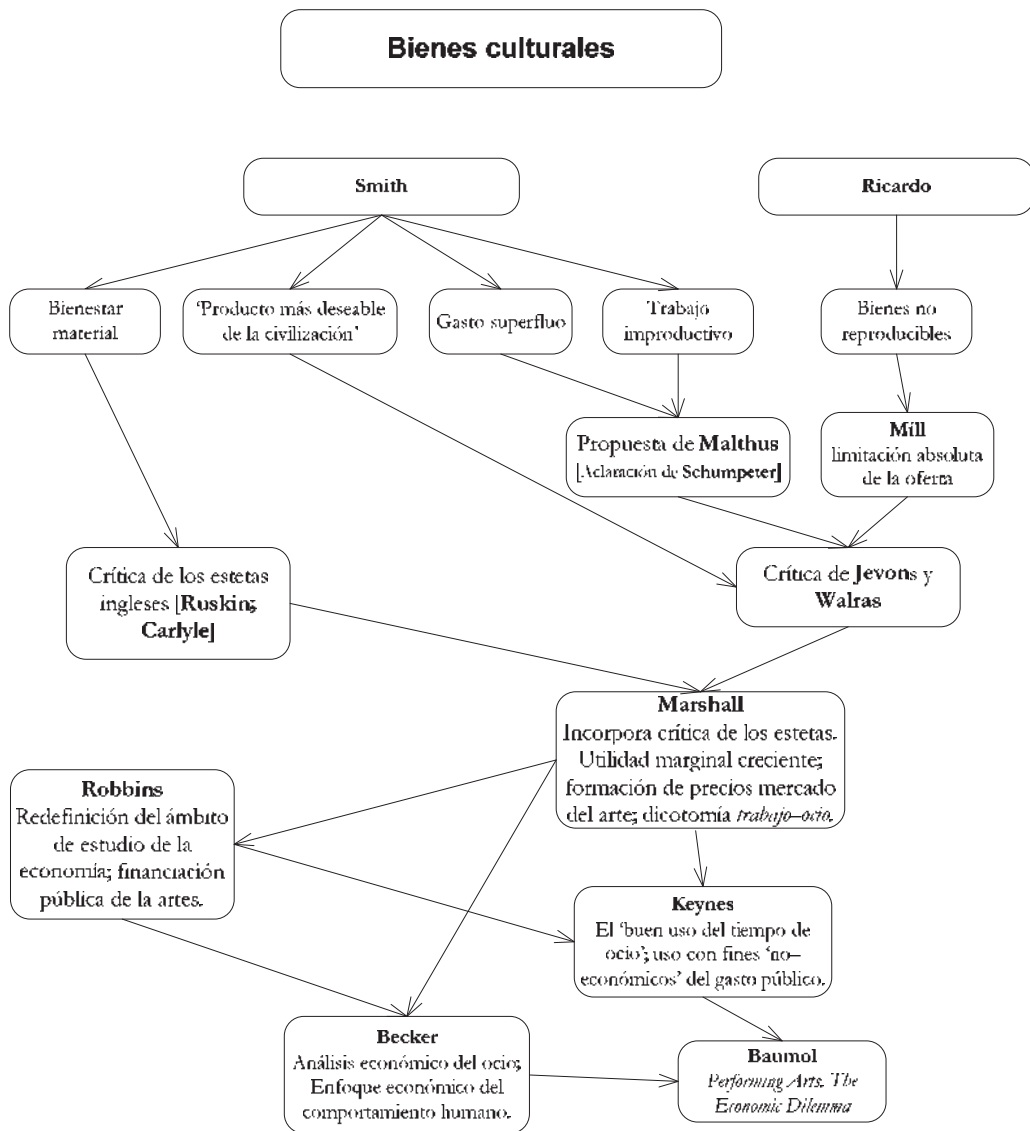 Bienes culturales
Smith
Ricardo
Bienestar
material
‘Producto más deseable
de la civilización’
Gasto superfluo
Trabajo
improductivo
Bienes no
reproducibles
Propuesta de Malthus
[Aclaración de Schumpeter]
Mill
limitación absoluta
de la oferta
Crítica de los estetas
ingleses [Ruskin;
Carlyle]
Crítica de Jevons y
Walras
Marshall
Incorpora crítica de los estetas.
Utilidad marginal creciente;
formación de precios mercado
del arte; dicotomía trabajo–ocio.
Robbins
Redefinición del ámbito
de estudio de la
economía; financiación
pública de la artes.
Keynes
El ‘buen uso del tiempo de
ocio’; uso con fines ‘no–
económicos’ del gasto público.
Becker
Análisis económico del ocio;
Enfoque económico del
comportamiento humano.
Baumol
Performing Arts. The
Economic Dilemma